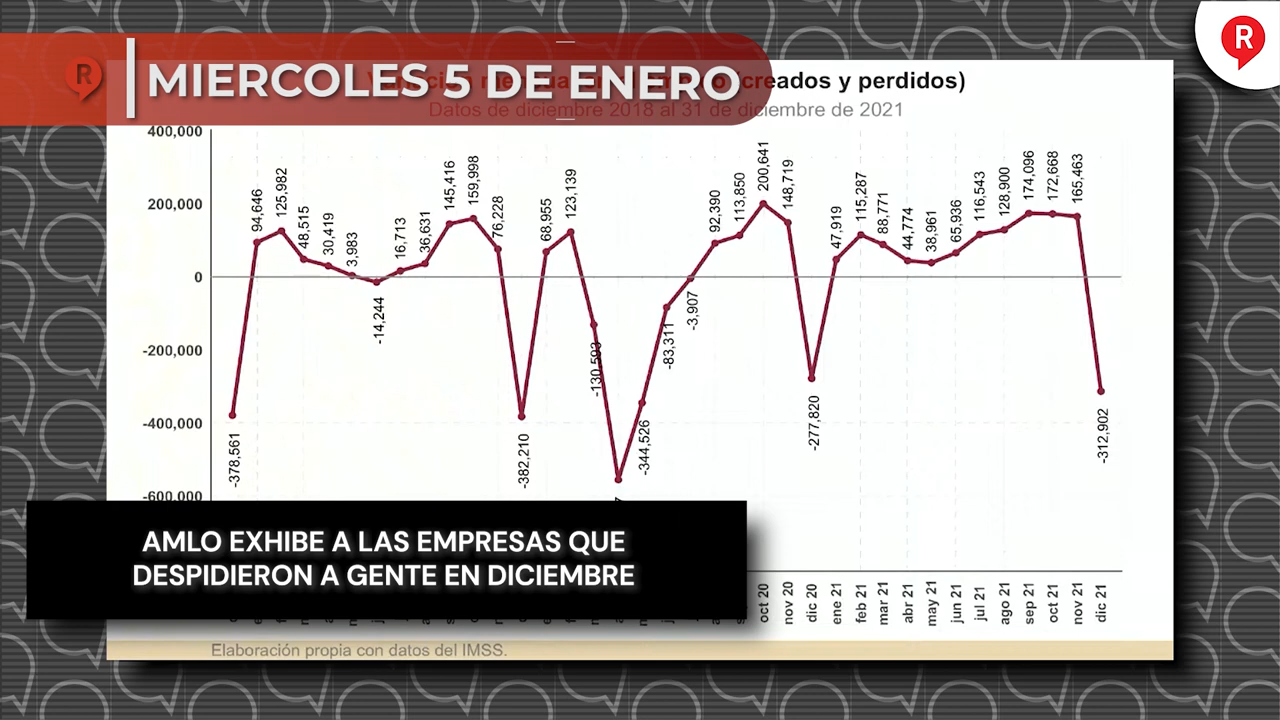 R
R
MIERCOLES 5 DE ENERO
creados y perdidos)
Datos de diciembre 2018 al 31 de diciembre de 2021
400,000
200,000
0
-200,000
-400,000
-600,000
-378,561
94,646
125,982
48,515
30,419
3,983
-14,244
16,713
36,631
145,416
159,998
76,228
-382,210
68,955
123,139
-130,593
-344,526
-83,311
-3,907
92,390
113,850
200,641
148,719
-277,820
47,919
115,287
88,771
44,774
38,961
65,936
116,543
128,900
174,096
172,668
165,463
-312,902
AMLO EXHIBE A LAS EMPRESAS QUE
DESPIDIERON A GENTE EN DICIEMBRE
oct 20
nov 20
dic 20
ene 21
feb 21
mar 21
abr 21
may 21
jun 21
jul 21
ago 21
sep 21
oct 21
nov 21
dic 21
Elaboración propia con datos del IMSS.